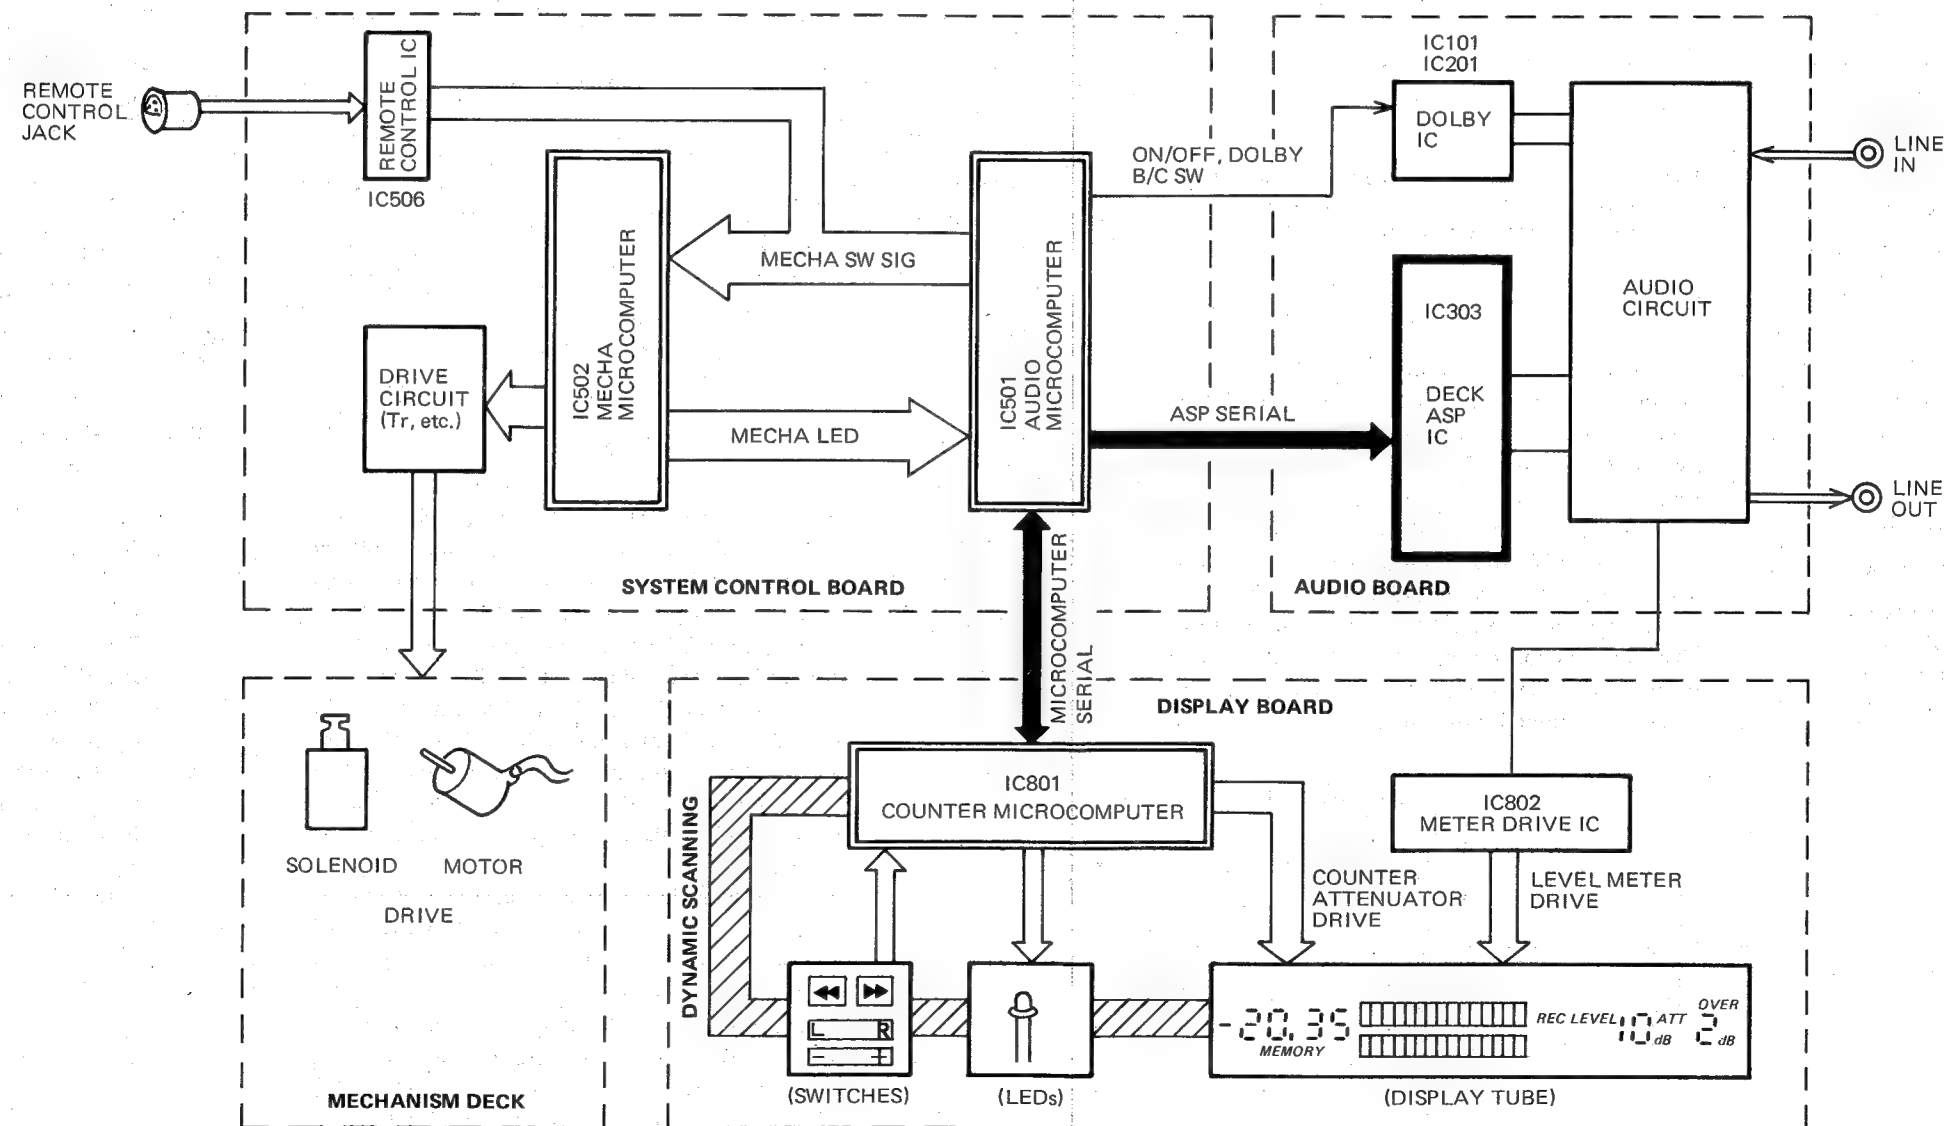 REMOTE
CONTROL
JACK
REMOTE
CONTROL IC
IC506
IC502
MECHA
MICROCOMPUTER
MECHA SW SIG
MECHA LED
DRIVE
CIRCUIT
(Tr, etc.)
IC501
AUDIO
MICROCOMPUTER
ON/OFF, DOLBY
B/C SW
ASP SERIAL
SYSTEM CONTROL BOARD
IC101
IC201
DOLBY
IC
IC303
DECK
ASP
IC
AUDIO
CIRCUIT
LINE
IN
LINE
OUT
AUDIO BOARD
MICROCOMPUTER
SERIAL
SOLENOID
MOTOR
DRIVE
MECHANISM DECK
DISPLAY BOARD
DYNAMIC SCANNING
IC801
COUNTER MICROCOMPUTER
IC802
METER DRIVE IC
COUNTER
ATTENUATOR
DRIVE
LEVEL METER
DRIVE
L R
- +
(SWITCHES)
(LEDs)
-20.35
MEMORY
REC LEVEL 10 dB ATT
OVER
2 dB
(DISPLAY TUBE)